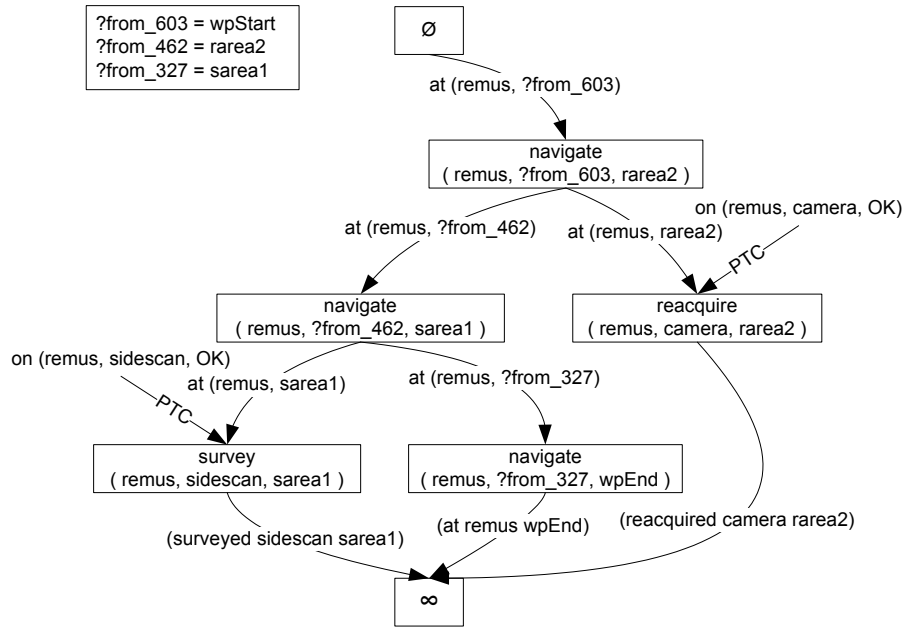 ?from_603 = wpStart
?from_462 = rarea2
?from_327 = sarea1
Ø
at (remus, ?from_603)
navigate
( remus, ?from_603, rarea2 )
on (remus, camera, OK)
at (remus, ?from_462)
at (remus, rarea2)
PTC
navigate
( remus, ?from_462, sarea1 )
reacquire
( remus, camera, rarea2 )
on (remus, sidescan, OK)
at (remus, sarea1)
at (remus, ?from_327)
PTC
survey
( remus, sidescan, sarea1 )
navigate
( remus, ?from_327, wpEnd )
(surveyed sidescan sarea1)
(at remus wpEnd)
(reacquired camera rarea2)
∞